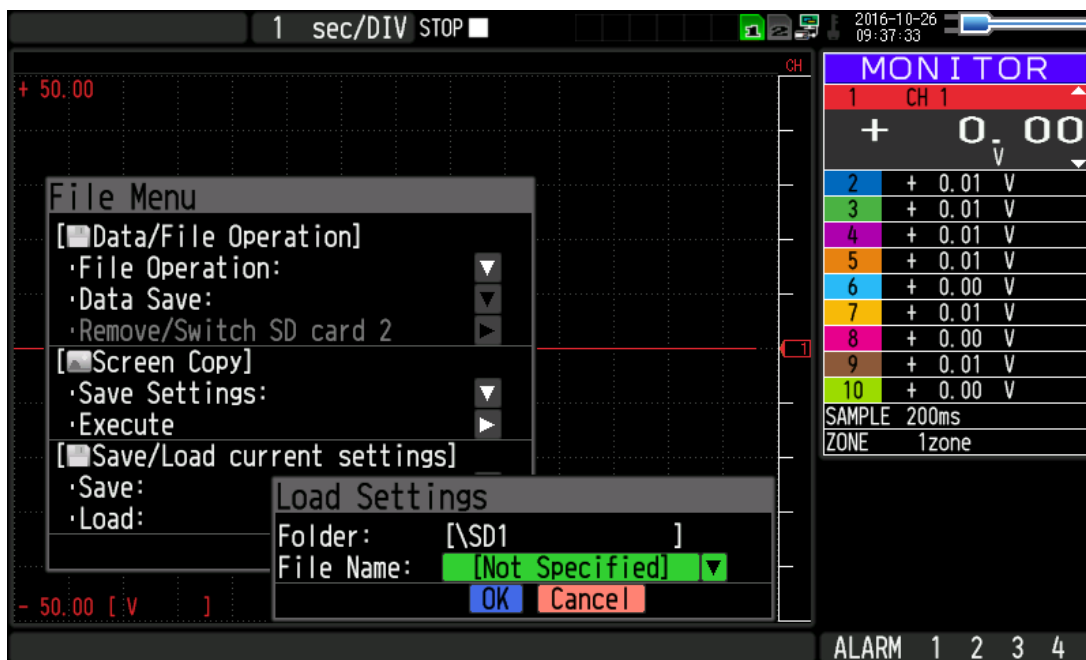 1 sec/DIV STOP
1 2
2016-10-26
09:37:33
CH
+ 50.00
MONITOR
1 CH 1
+ 0.00
V
2 + 0.01 V
3 + 0.01 V
4 + 0.01 V
5 + 0.01 V
6 + 0.00 V
7 + 0.01 V
8 + 0.00 V
9 + 0.01 V
10 + 0.00 V
SAMPLE 200ms
ZONE 1zone
1
File Menu
[Data/File Operation]
･File Operation:
･Data Save:
･Remove/Switch SD card 2
[Screen Copy]
･Save Settings:
･Execute
[Save/Load current settings]
･Save:
･Load:
Load Settings
Folder: [\SD1 ]
File Name: [Not Specified]
OK Cancel
- 50.00 [ V ]
ALARM 1 2 3 4